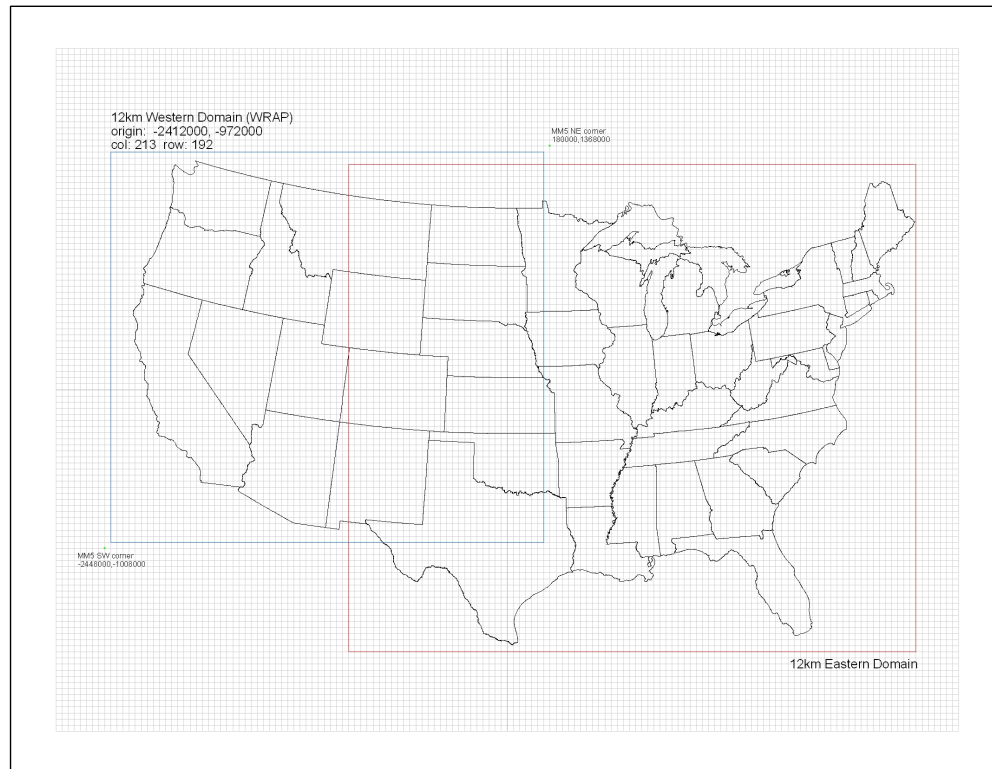 12km Western Domain (WRAP)
origin:  -2412000, -972000
col: 213  row: 192
MM5 NE corner
180000,1368000
MM5 SW corner
-2448000,-1008000
12km Eastern Domain